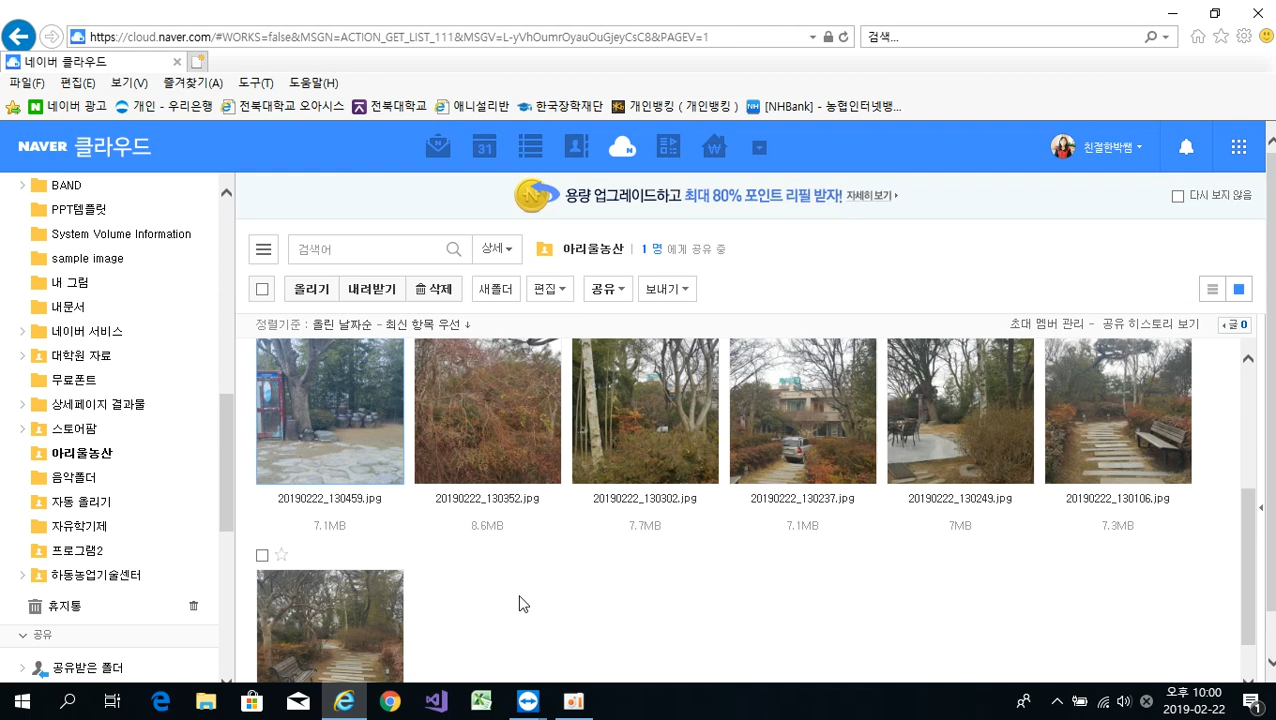 https://cloud.naver.com/#WORKS=false&MSGN=ACTION_GET_LIST_111&MSGV=L-yVhOumrOyauOuGjeyCsC8&PAGEV=1
검색...
네이버 클라우드
파일(F) 편집(E) 보기(V) 즐겨찾기(A) 도구(T) 도움말(H)
네이버 광고 개인 - 우리은행 전북대학교 오아시스 전북대학교 애니설리반 한국장학재단 개인뱅킹 ( 개인뱅킹 ) [NHBank] - 농협인터넷뱅...
NAVER 클라우드
31
친절한박쌤
용량 업그레이드하고 최대 80% 포인트 리필 받자! 자세히보기
다시 보지 않음
BAND
PPT템플릿
System Volume Information
sample image
내 그림
내문서
네이버 서비스
대학원 자료
무료폰트
상세페이지 결과물
스토어팜
아리울농산
음악폴더
자동 올리기
자유학기제
프로그램2
하동농업기술센터
휴지통
공유
공유받은 폴더
검색어 상세 아리울농산 1 명 에게 공유 중
올리기 내려받기 삭제 새폴더 편집 공유 보내기
정렬기준 : 올린 날짜순 - 최신 항목 우선 ↓
초대 멤버 관리 - 공유 히스토리 보기 글 0
20190222_130459.jpg 20190222_130352.jpg 20190222_130302.jpg 20190222_130237.jpg 20190222_130249.jpg 20190222_130106.jpg
7.1MB 8.6MB 7.7MB 7.1MB 7MB 7.3MB
오후 10:00
2019-02-22
1